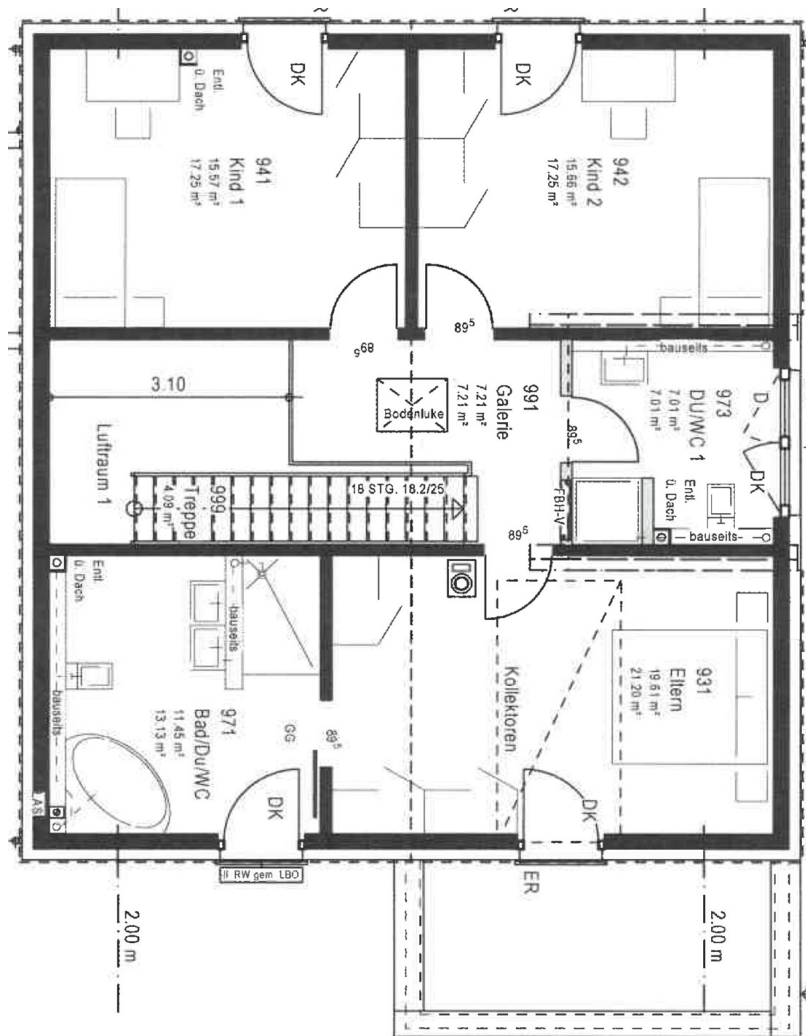 DK
DK
Entl.
ü. Dach
941
Kind 1
15.57 m²
17.25 m²
942
Kind 2
15.66 m²
17.25 m²
89⁵
89⁵
3.10
Luftraum 1
Bodenluke
991
Galerie
7.21 m²
7.21 m²
bauseits
973
DU/WC 1
7.01 m²
7.01 m²
D
DK
89⁵
Entl.
ü. Dach
bauseits
FBH-V
999
Treppe
4.09 m²
18 STG. 18.2/25
89⁵
Entl.
ü. Dach
bauseits
bauseits
971
Bad/Du/WC
11.45 m²
13.13 m²
GG
89⁵
Kollektoren
931
Eltern
19.61 m²
21.20 m²
DK
DK
AS
II RW gem LBO
ER
2.00 m
2.00 m